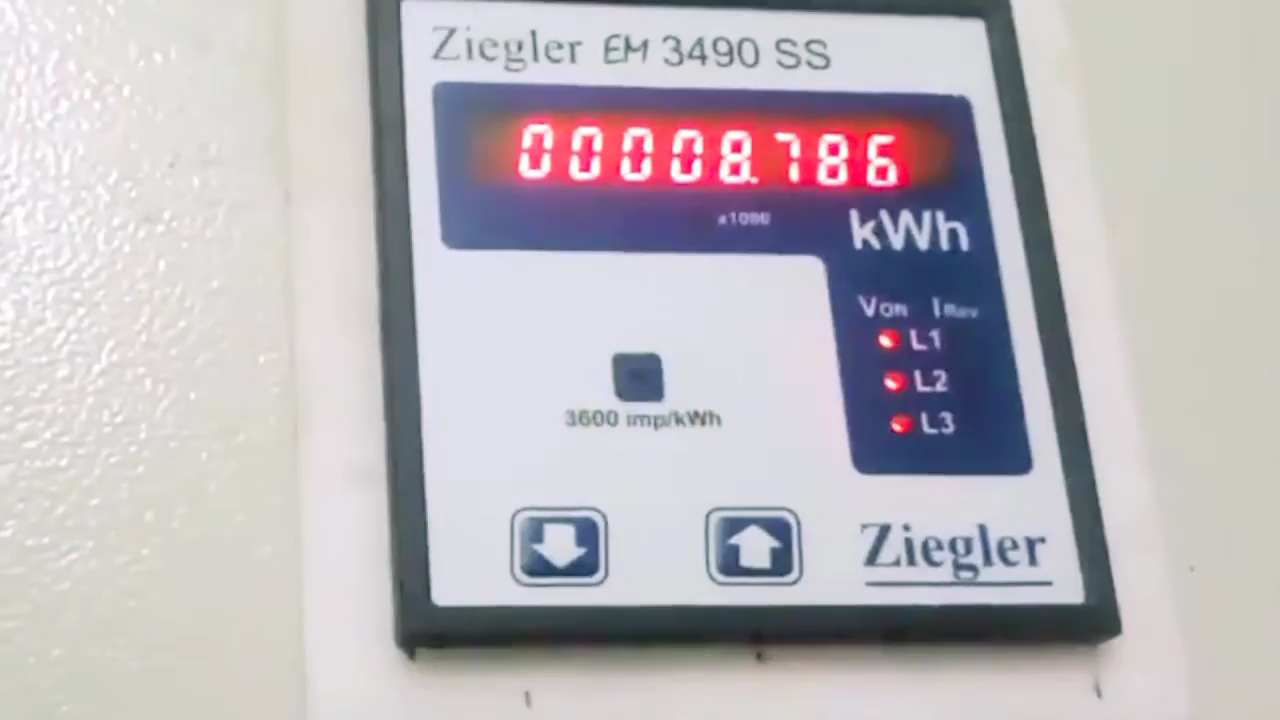 Ziegler EM 3490 SS
00008.786
x1000
kWh
Von IRev
L1
L2
L3
3600 imp/kWh
Ziegler